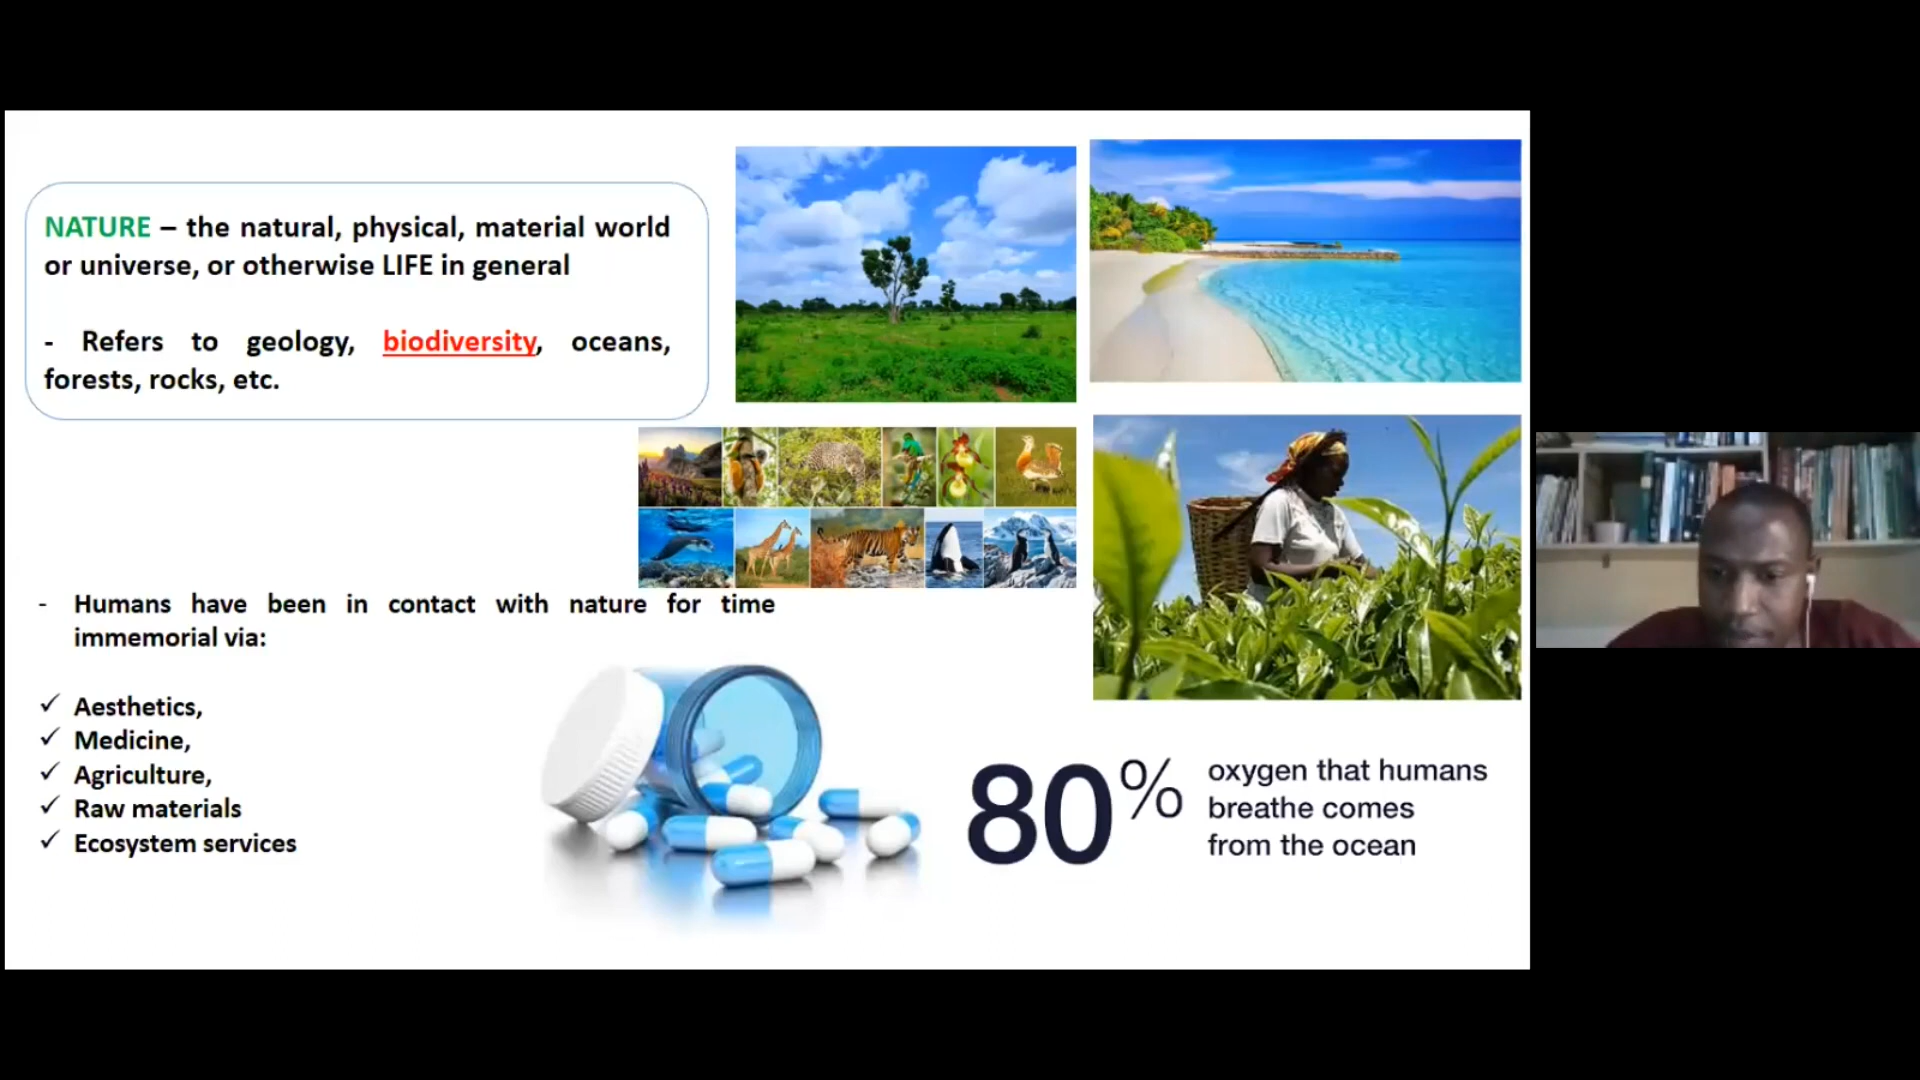 NATURE – the natural, physical, material world
or universe, or otherwise LIFE in general
- Refers to geology, biodiversity, oceans,
forests, rocks, etc.
- Humans have been in contact with nature for time
immemorial via:
✓ Aesthetics,
✓ Medicine,
✓ Agriculture,
✓ Raw materials
✓ Ecosystem services
80% oxygen that humans
breathe comes
from the ocean